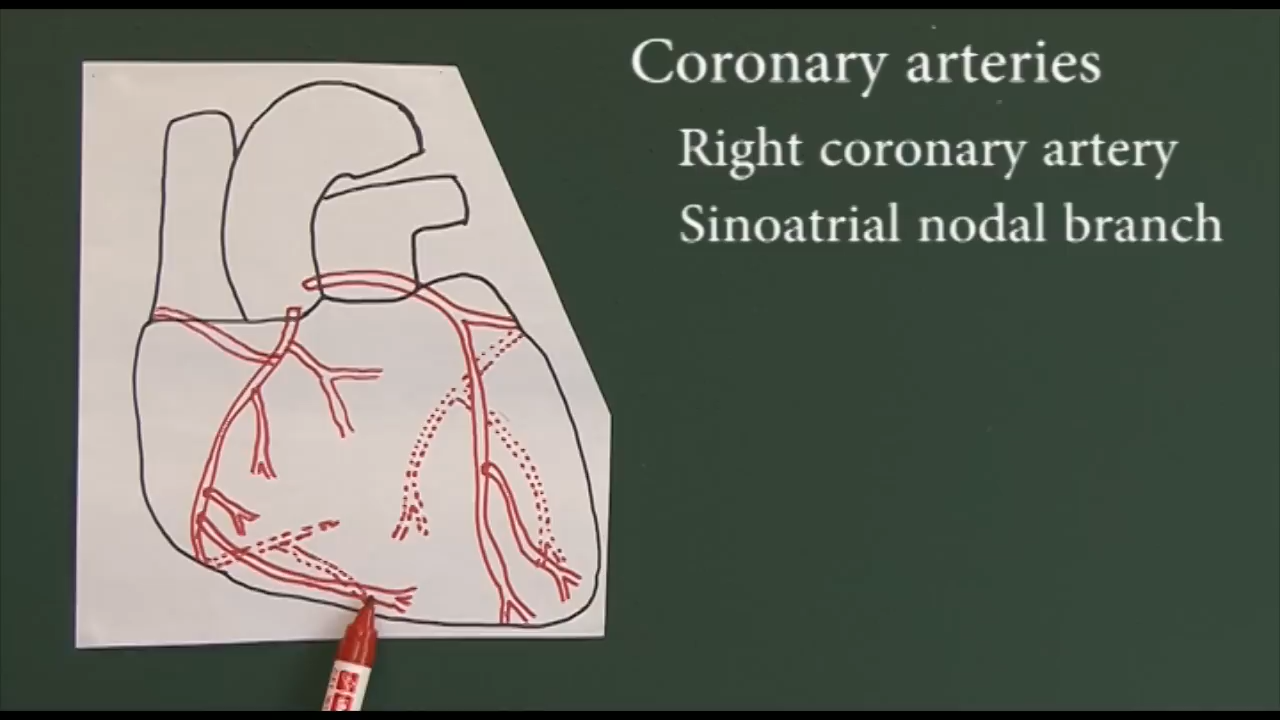 Coronary arteries
Right coronary artery
Sinoatrial nodal branch